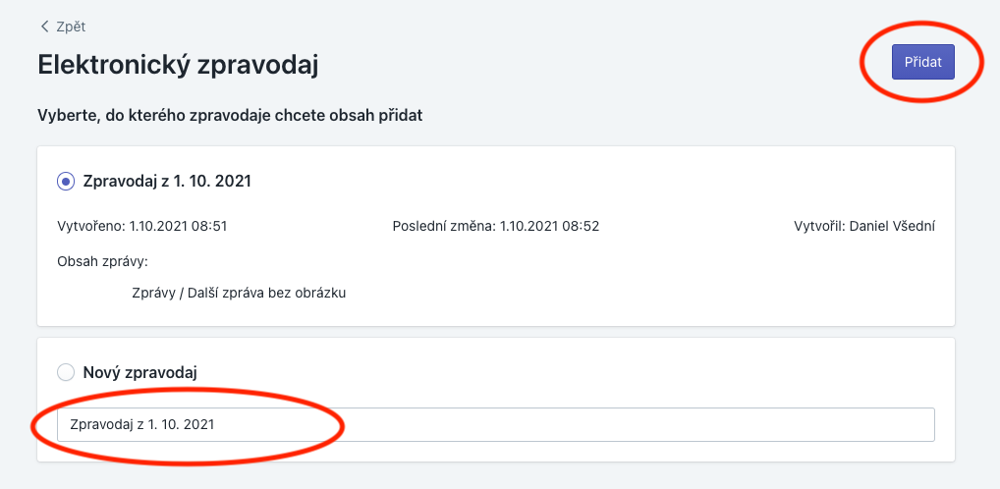 Zpět
Elektronický zpravodaj
Přidat
Vyberte, do kterého zpravodaje chcete obsah přidat
Zpravodaj z 1. 10. 2021
Vytvořeno: 1.10.2021 08:51 Poslední změna: 1.10.2021 08:52 Vytvořil: Daniel Všední
Obsah zprávy:
Zprávy / Další zpráva bez obrázku
Nový zpravodaj
Zpravodaj z 1. 10. 2021